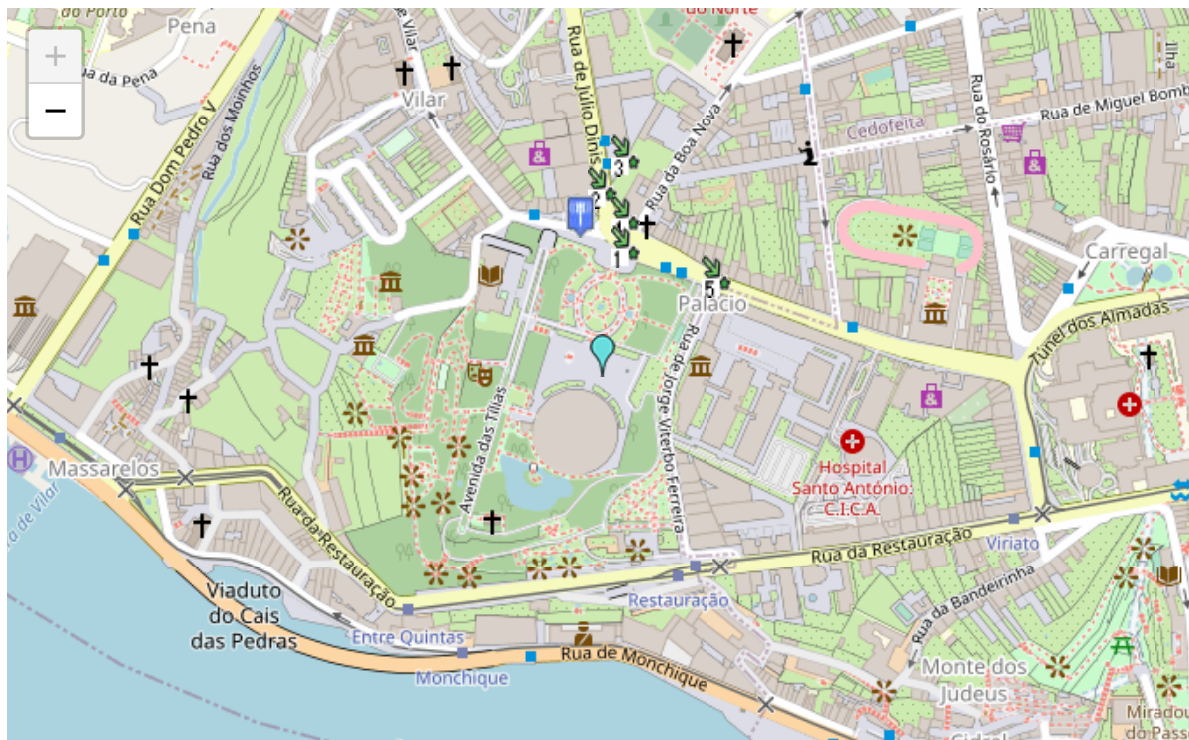 do Porto
Pena
do Norte
Rua da Pena
Rua Dom Pedro V
Rua dos Moinhos
de Vilar
Vilar
Rua de Júlio Dinis
Rua da Boa Nova
Cedofeita
Rua do Rosário
Rua de Miguel Bomb
Ilha
+
−
3
2
1
5
Palácio
Carregal
Túnel dos Almadas
Rua de Jorge Viterbo Ferreira
Avenida das Tílias
Hospital
Santo António:
C.I.C.A.
H
Massarelos
a de Vilar
Rua da Restauração
Rua da Restauração
Viriato
Restauração
Rua da Bandeirinha
Viaduto
do Cais
das Pedras
Entre Quintas
Monchique
Rua de Monchique
Monte dos
Judeus
Miradou
do Passe